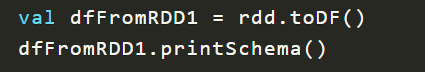 val dfFromRDD1 = rdd.toDF()
dfFromRDD1.printSchema()